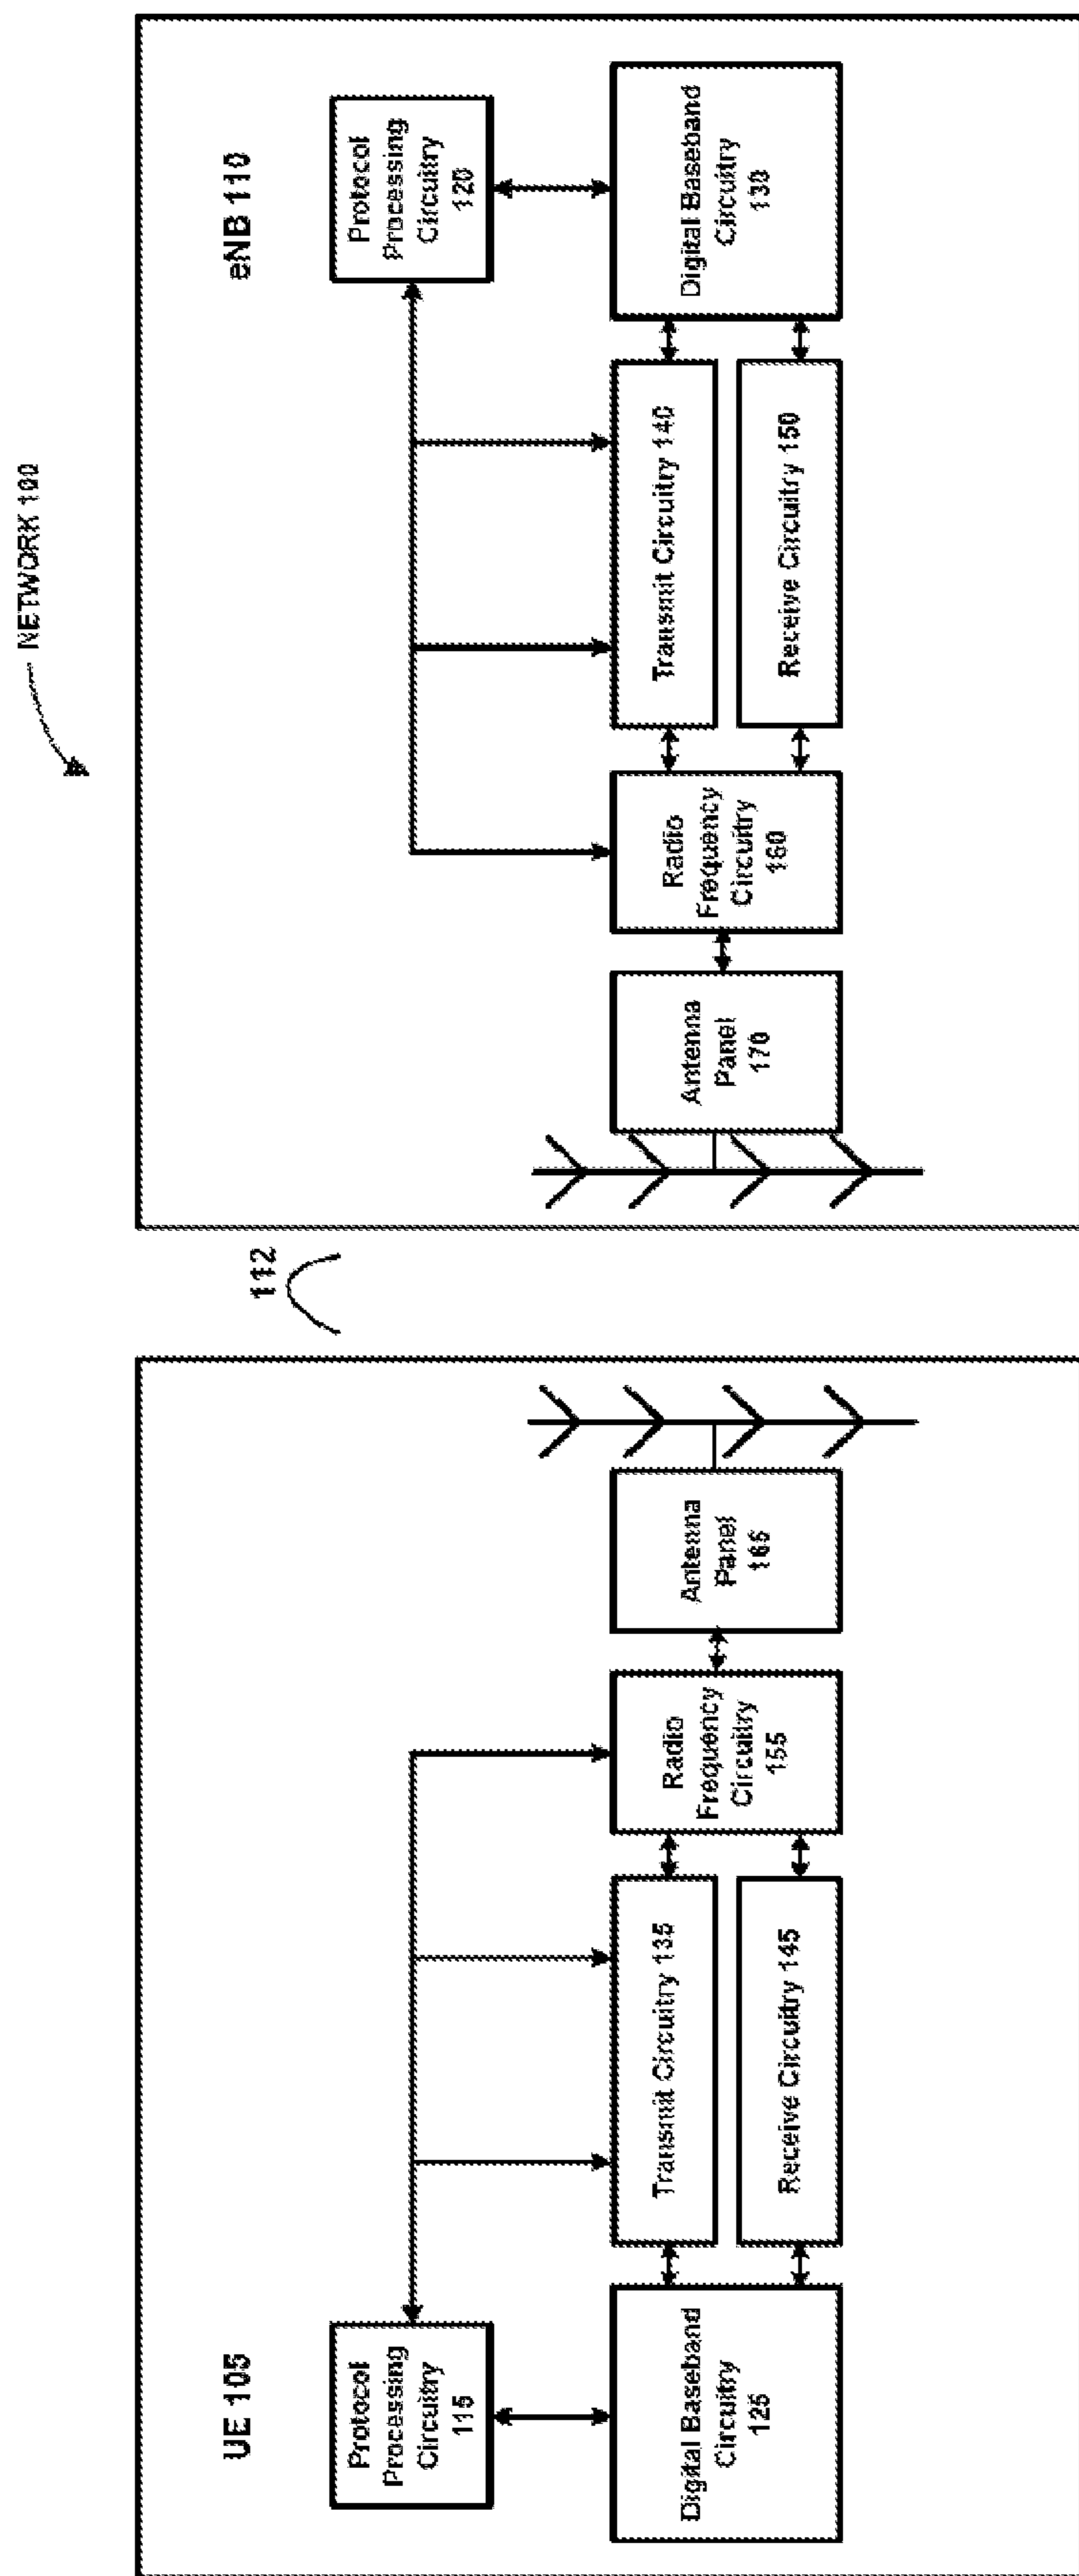 NETWORK 100
UE 105
Protocol
Processing
Circuitry
115
Digital Baseband
Circuitry
125
Transmit Circuitry 135
Receive Circuitry 145
Radio
Frequency
Circuitry
155
Antenna
Panel
165
112
eNB 110
Antenna
Panel
170
Radio
Frequency
Circuitry
160
Transmit Circuitry 140
Receive Circuitry 150
Protocol
Processing
Circuitry
120
Digital Baseband
Circuitry
130